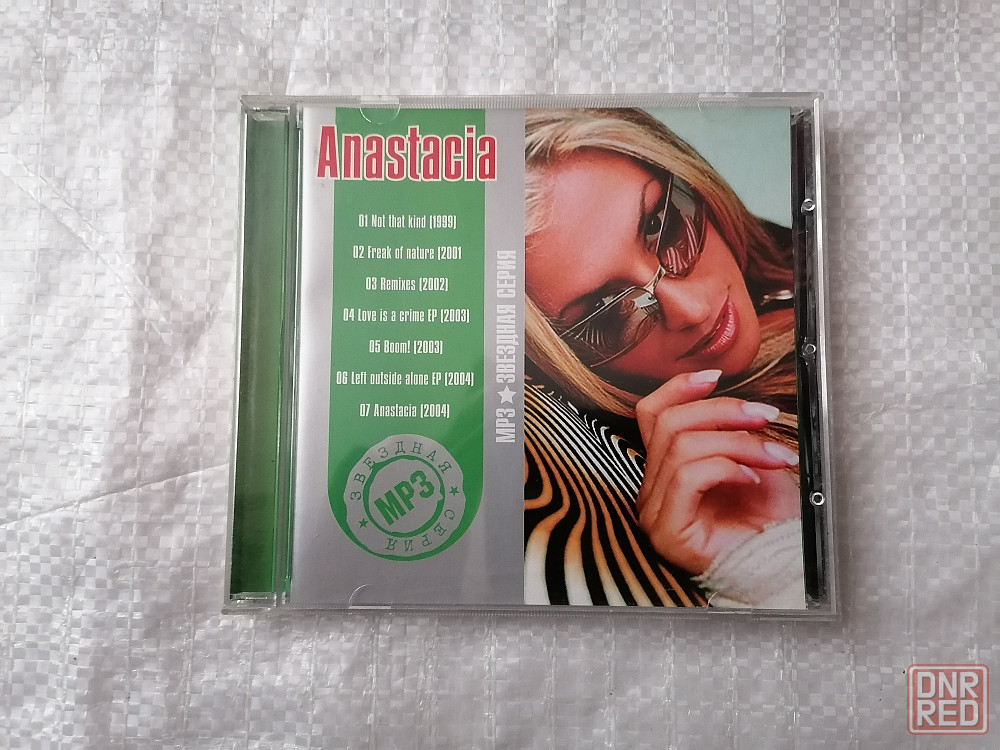 Anastacia
01 Not that kind (1999)
02 Freak of nature (2001
03 Remixes (2002)
04 Love is a crime EP (2003)
05 Boom! (2003)
06 Left outside alone EP (2004)
07 Anastacia (2004)
ЗВЕЗДНАЯ
MP3
СЕРИЯ
MP3 ★ ЗВЕЗДНАЯ СЕРИЯ
DNR
RED